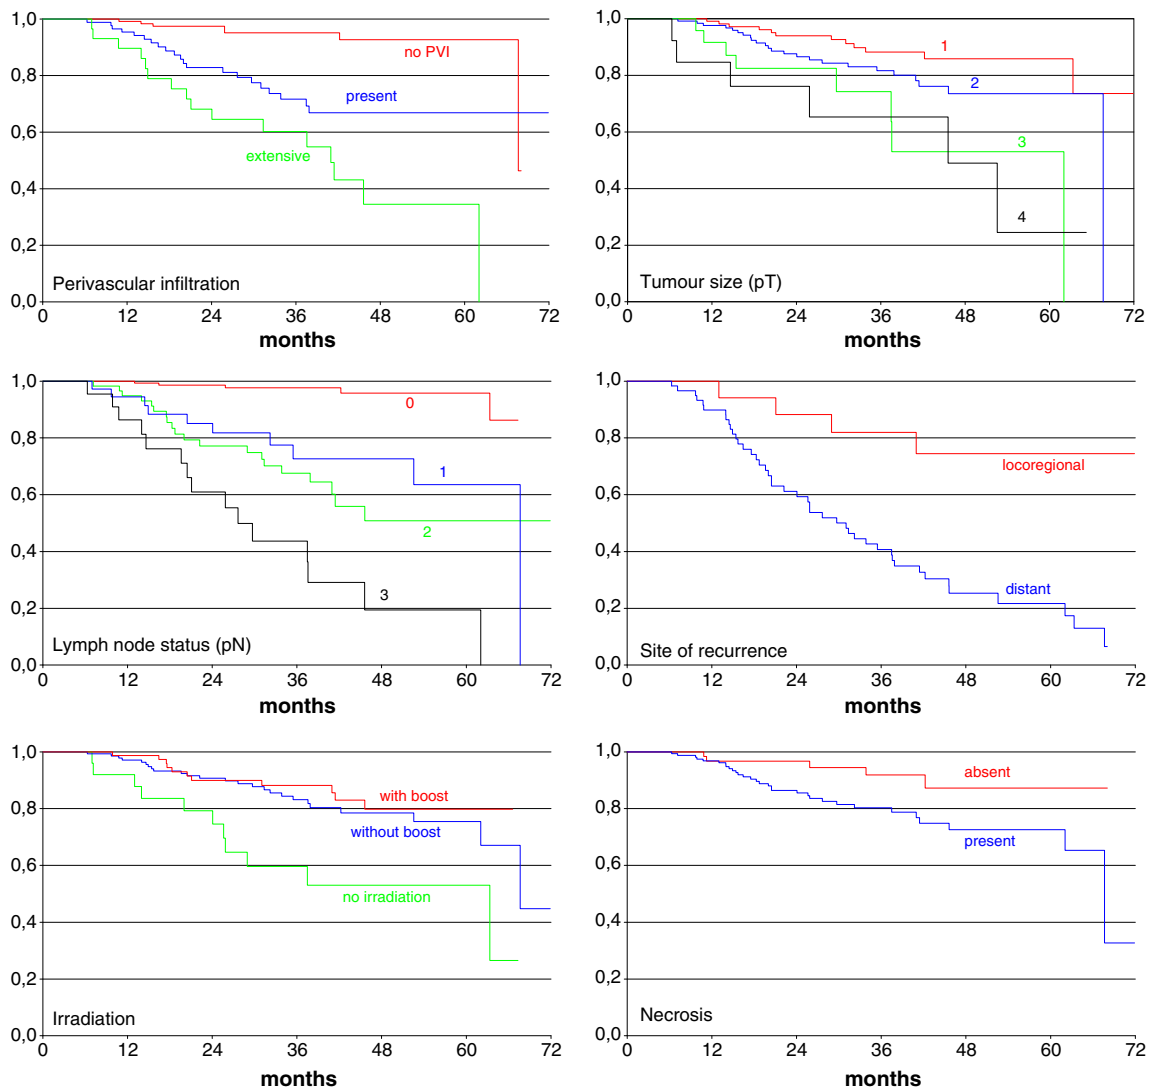 1,0
0,8
0,6
0,4
0,2
0,0
no PVI
present
extensive
Perivascular infiltration
0 12 24 36 48 60 72
months
1,0
0,8
0,6
0,4
0,2
0,0
1
2
3
4
Tumour size (pT)
0 12 24 36 48 60 72
months
1,0
0,8
0,6
0,4
0,2
0,0
0
1
2
3
Lymph node status (pN)
0 12 24 36 48 60 72
months
1,0
0,8
0,6
0,4
0,2
0,0
locoregional
distant
Site of recurrence
0 12 24 36 48 60 72
months
1,0
0,8
0,6
0,4
0,2
0,0
with boost
without boost
no irradiation
Irradiation
0 12 24 36 48 60 72
months
1,0
0,8
0,6
0,4
0,2
0,0
absent
present
Necrosis
0 12 24 36 48 60 72
months